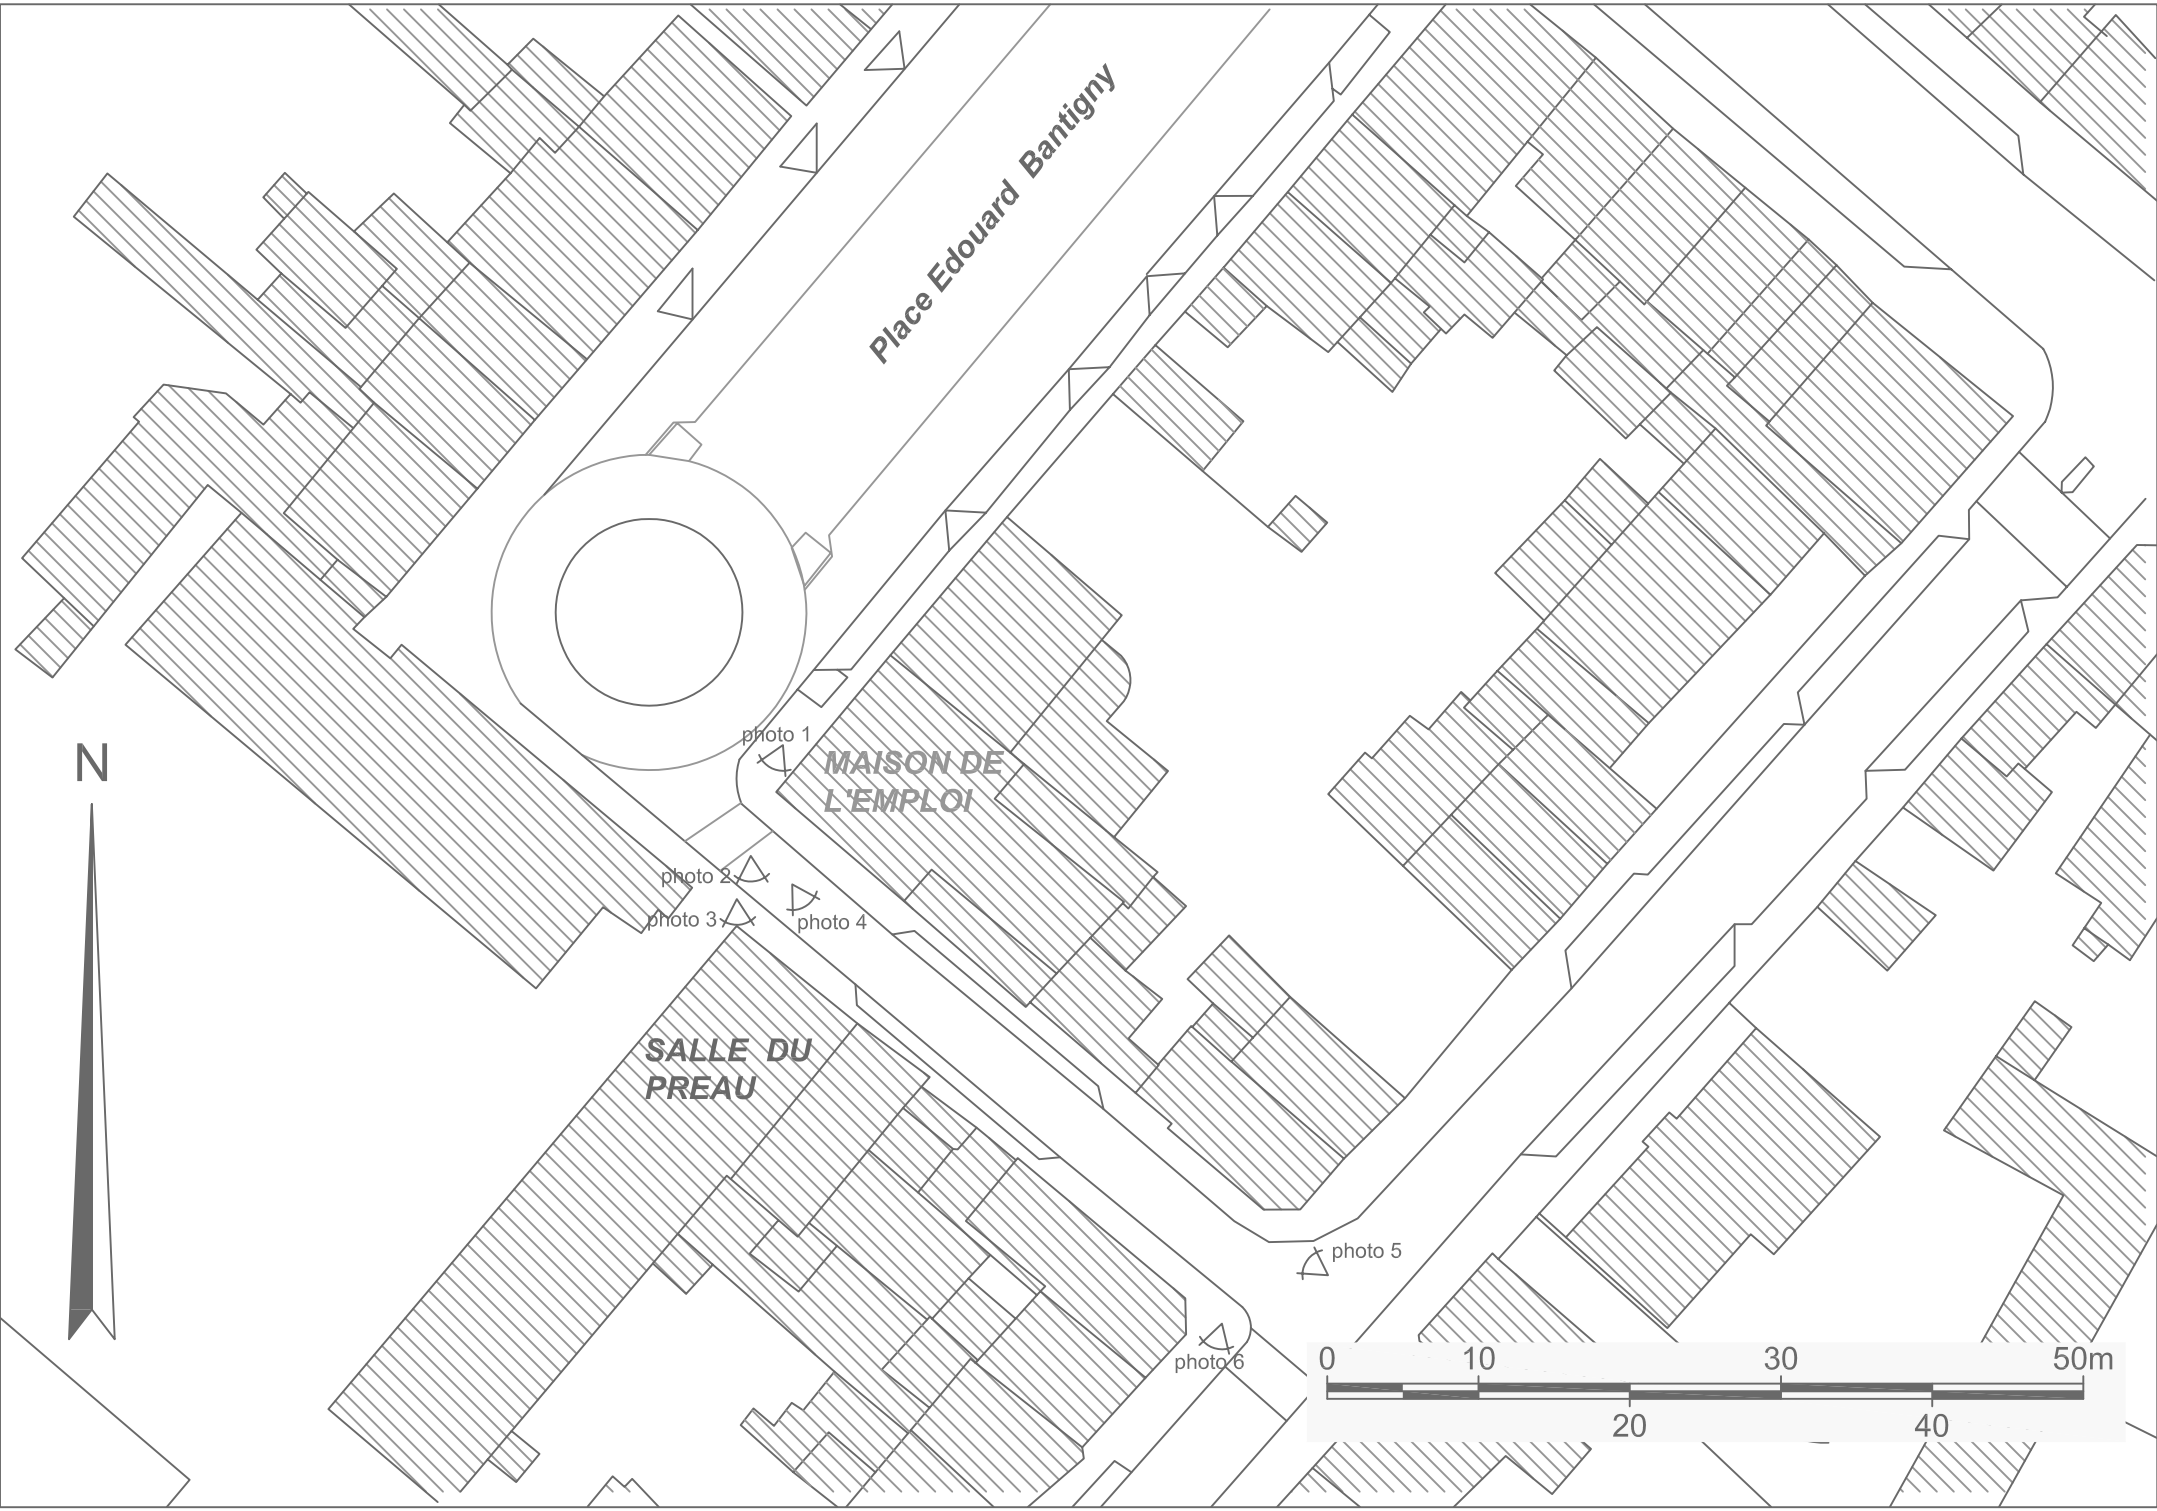 Place Edouard Bantigny
photo 1
N
MAISON DE
L'EMPLOI
photo 2
photo 3
photo 4
SALLE DU
PREAU
photo 5
photo 6
0 10 30 50m
20 40